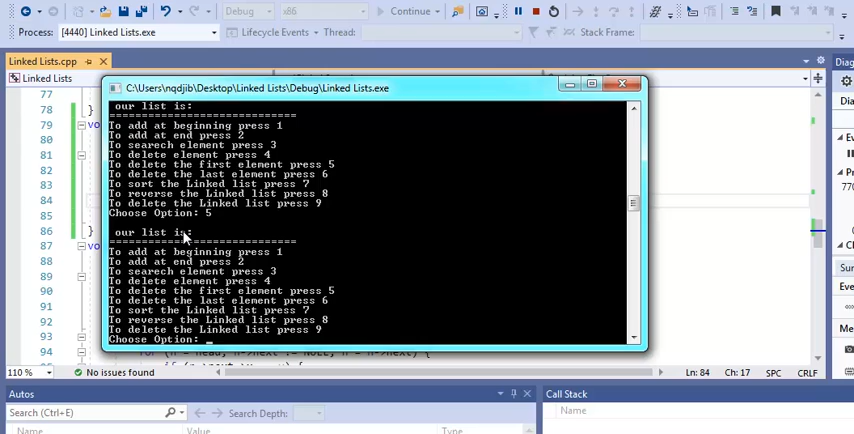 Debug x86 Continue
Process: [4440] Linked Lists.exe Lifecycle Events Thread: Stack Frame:
Linked Lists.cpp
Linked Lists
C:\Users\nqdjib\Desktop\Linked Lists\Debug\Linked Lists.exe
77
78
79
80
81
82
83
84
85
86
87
88
89
90
91
92
93
94
}
vo
}
vo
our list is:
==============================
To add at beginning press 1
To add at end press 2
To searech element press 3
To delete element press 4
To delete the first element press 5
To delete the last element press 6
To sort the Linked list press 7
To reverse the Linked list press 8
To delete the Linked list press 9
Choose Option: 5
our list is:
==============================
To add at beginning press 1
To add at end press 2
To searech element press 3
To delete element press 4
To delete the first element press 5
To delete the last element press 6
To sort the Linked list press 7
To reverse the Linked list press 8
To delete the Linked list press 9
Choose Option: _
Diag
110 % No issues found Ln: 84 Ch: 17 SPC CRLF
Autos
Search (Ctrl+E) Search Depth:
Name Value Type
Call Stack
Name